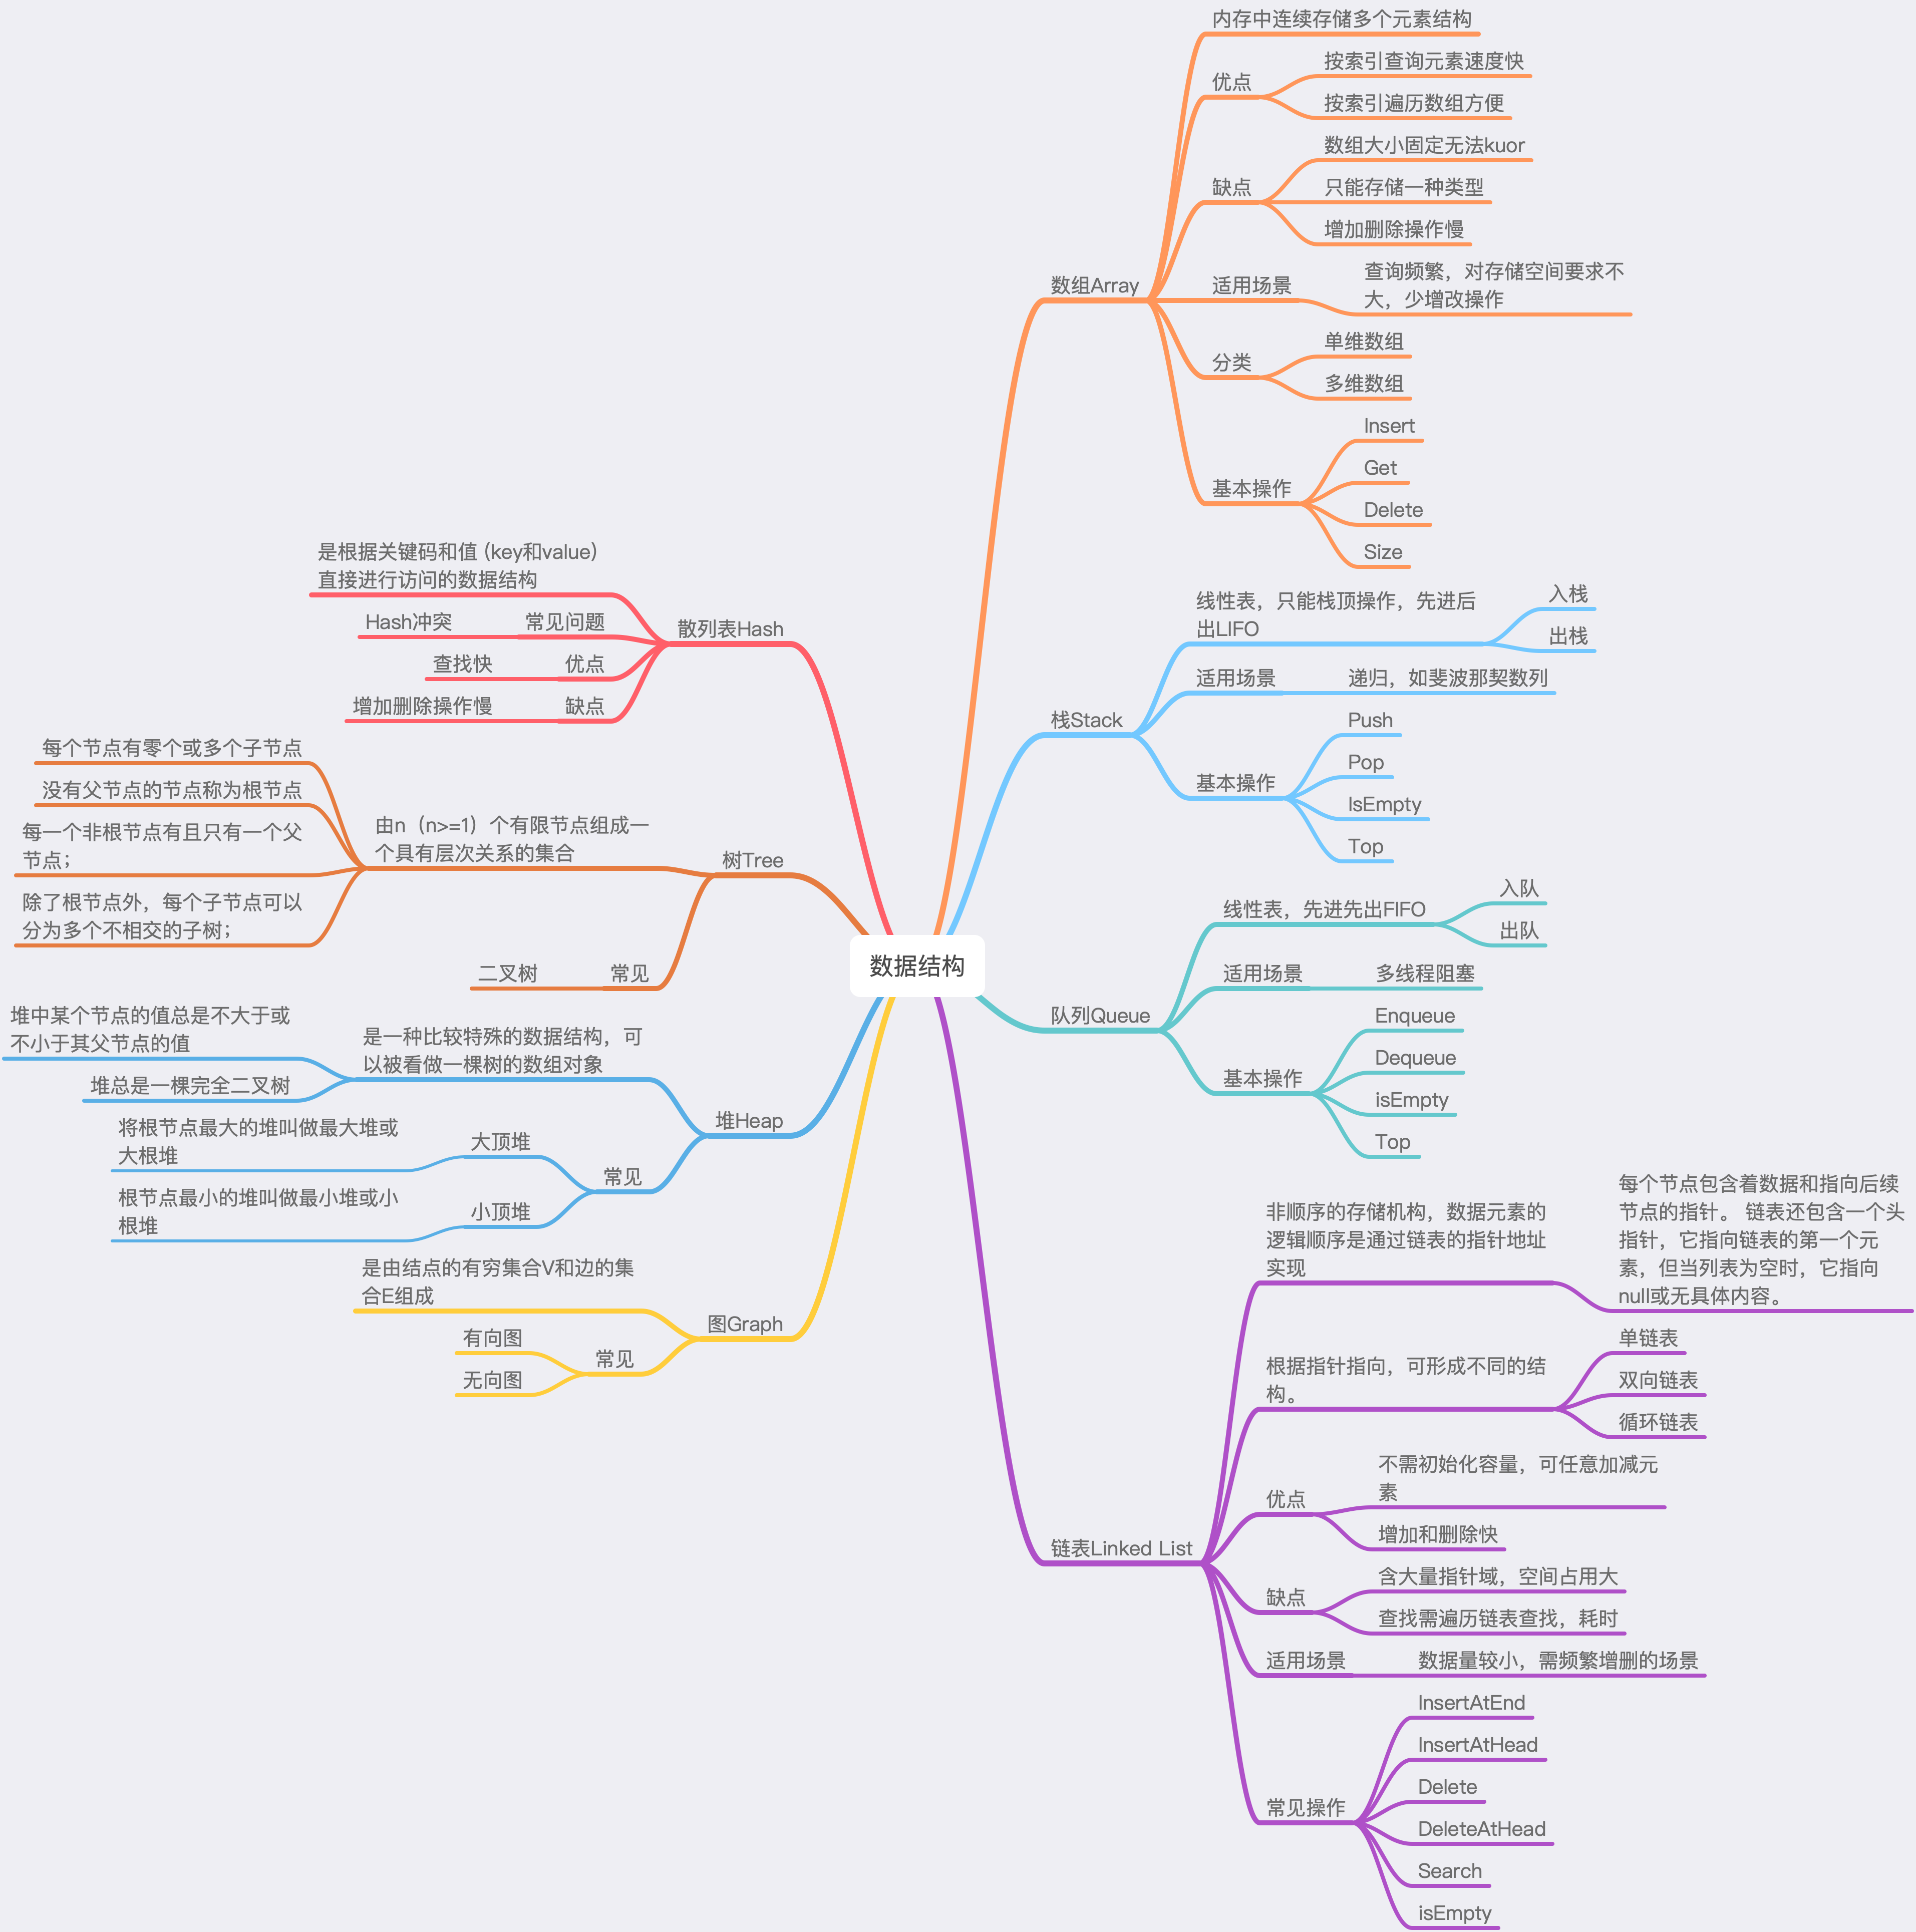 数据结构
数组Array
内存中连续存储多个元素结构
优点
按索引查询元素速度快
按索引遍历数组方便
缺点
数组大小固定无法kuor
只能存储一种类型
增加删除操作慢
适用场景
查询频繁，对存储空间要求不
大，少增改操作
分类
单维数组
多维数组
基本操作
Insert
Get
Delete
Size
栈Stack
线性表，只能栈顶操作，先进后
出LIFO
入栈
出栈
适用场景
递归，如斐波那契数列
基本操作
Push
Pop
IsEmpty
Top
队列Queue
线性表，先进先出FIFO
入队
出队
适用场景
多线程阻塞
基本操作
Enqueue
Dequeue
isEmpty
Top
链表Linked List
非顺序的存储机构，数据元素的
逻辑顺序是通过链表的指针地址
实现
每个节点包含着数据和指向后续
节点的指针。 链表还包含一个头
指针，它指向链表的第一个元
素，但当列表为空时，它指向
null或无具体内容。
根据指针指向，可形成不同的结
构。
单链表
双向链表
循环链表
优点
不需初始化容量，可任意加减元
素
增加和删除快
缺点
含大量指针域，空间占用大
查找需遍历链表查找，耗时
适用场景
数据量较小，需频繁增删的场景
常见操作
InsertAtEnd
InsertAtHead
Delete
DeleteAtHead
Search
isEmpty
散列表Hash
是根据关键码和值 (key和value)
直接进行访问的数据结构
常见问题
Hash冲突
优点
查找快
缺点
增加删除操作慢
树Tree
由n（n>=1）个有限节点组成一
个具有层次关系的集合
每个节点有零个或多个子节点
没有父节点的节点称为根节点
每一个非根节点有且只有一个父
节点；
除了根节点外，每个子节点可以
分为多个不相交的子树；
常见
二叉树
堆Heap
是一种比较特殊的数据结构，可
以被看做一棵树的数组对象
堆中某个节点的值总是不大于或
不小于其父节点的值
堆总是一棵完全二叉树
常见
大顶堆
将根节点最大的堆叫做最大堆或
大根堆
小顶堆
根节点最小的堆叫做最小堆或小
根堆
图Graph
是由结点的有穷集合V和边的集
合E组成
常见
有向图
无向图